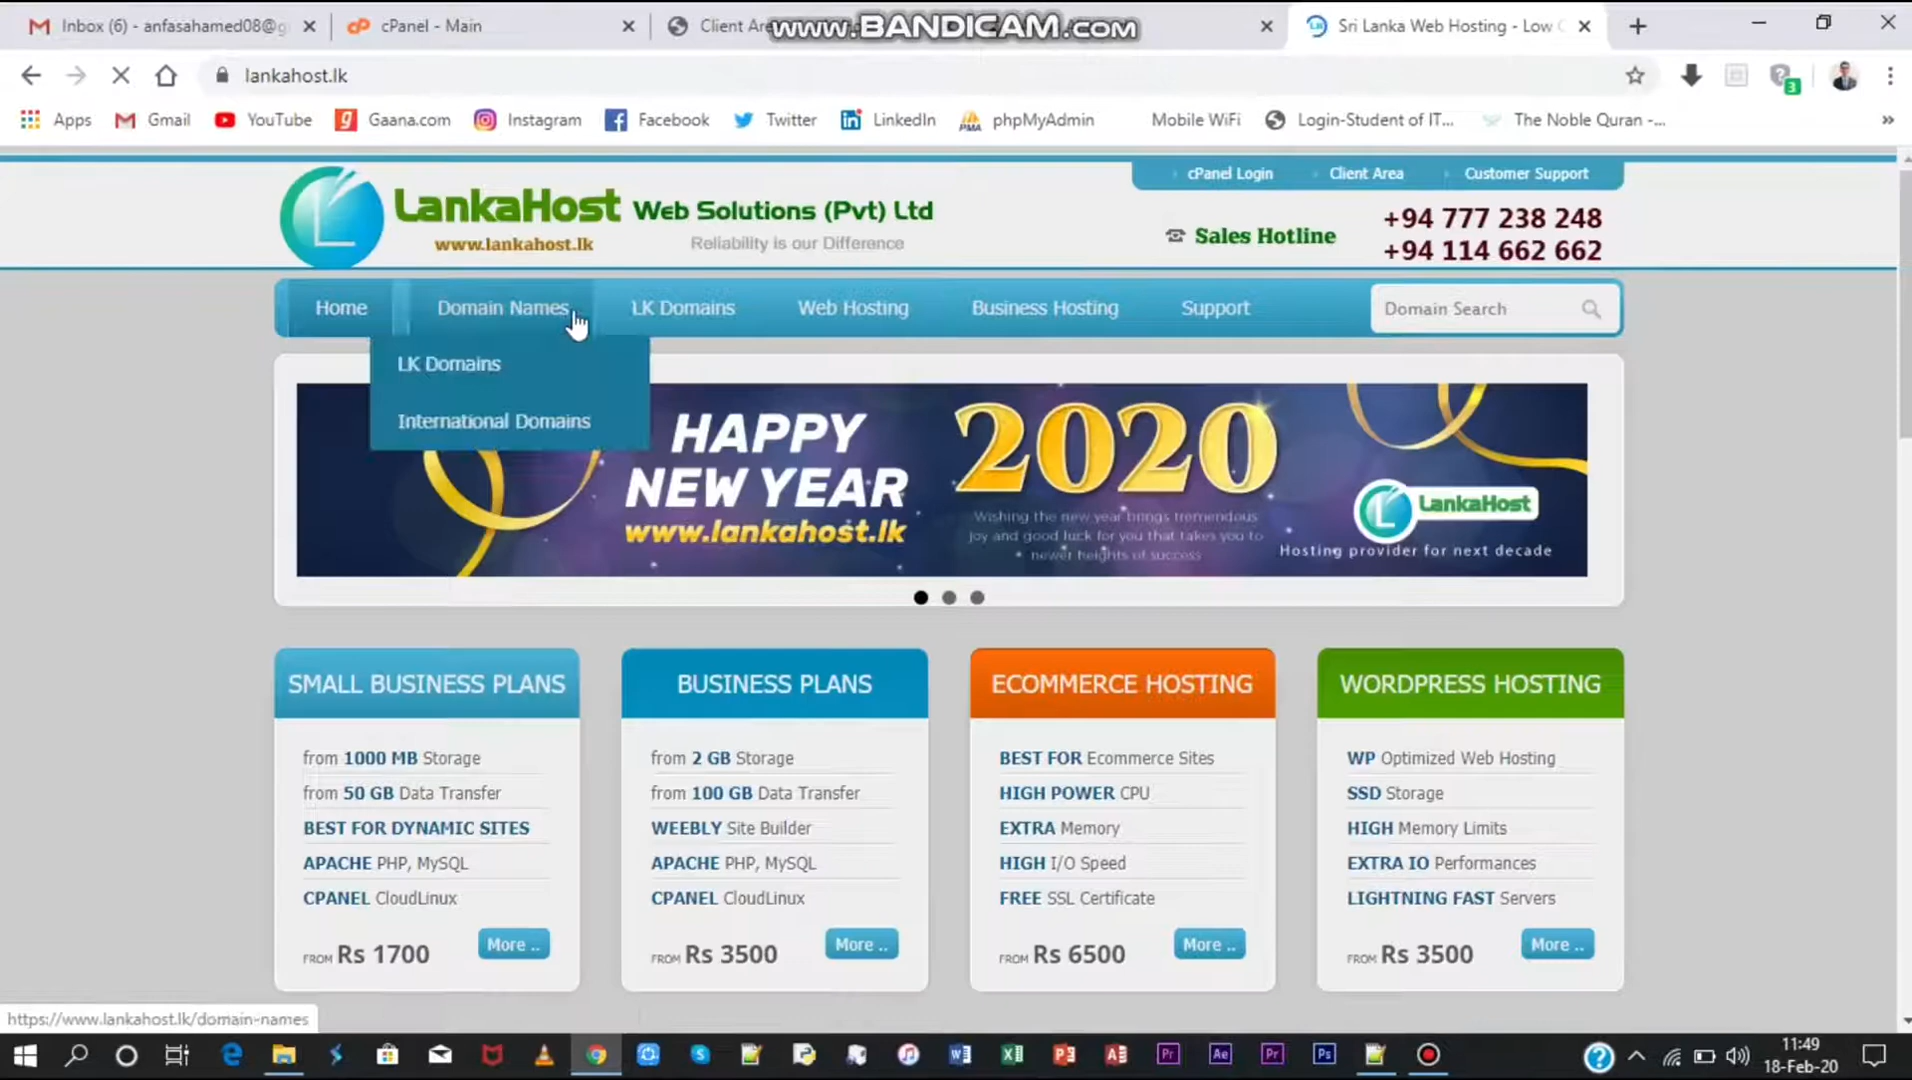 Inbox (6) - anfasahamed08@g
cPanel - Main
Client Are
www.BANDICAM.com
Sri Lanka Web Hosting - Low C
lankahost.lk
3
Apps
Gmail
YouTube
Gaana.com
Instagram
Facebook
Twitter
LinkedIn
phpMyAdmin
Mobile WiFi
Login-Student of IT...
The Noble Quran -...
»
cPanel Login
Client Area
Customer Support
LankaHost Web Solutions (Pvt) Ltd
www.lankahost.lk
Reliability is our Difference
Sales Hotline
+94 777 238 248
+94 114 662 662
Home
Domain Names
LK Domains
Web Hosting
Business Hosting
Support
Domain Search
LK Domains
International Domains
HAPPY
NEW YEAR
www.lankahost.lk
2020
Wishing the new year brings tremendous
joy and good luck for you that takes you to
newer heights of success
LankaHost
Hosting provider for next decade
SMALL BUSINESS PLANS
from 1000 MB Storage
from 50 GB Data Transfer
BEST FOR DYNAMIC SITES
APACHE PHP, MySQL
CPANEL CloudLinux
FROM Rs 1700
More ..
BUSINESS PLANS
from 2 GB Storage
from 100 GB Data Transfer
WEEBLY Site Builder
APACHE PHP, MySQL
CPANEL CloudLinux
FROM Rs 3500
More ..
ECOMMERCE HOSTING
BEST FOR Ecommerce Sites
HIGH POWER CPU
EXTRA Memory
HIGH I/O Speed
FREE SSL Certificate
FROM Rs 6500
More ..
WORDPRESS HOSTING
WP Optimized Web Hosting
SSD Storage
HIGH Memory Limits
EXTRA IO Performances
LIGHTNING FAST Servers
FROM Rs 3500
More ..
https://www.lankahost.lk/domain-names
11:49
18-Feb-20